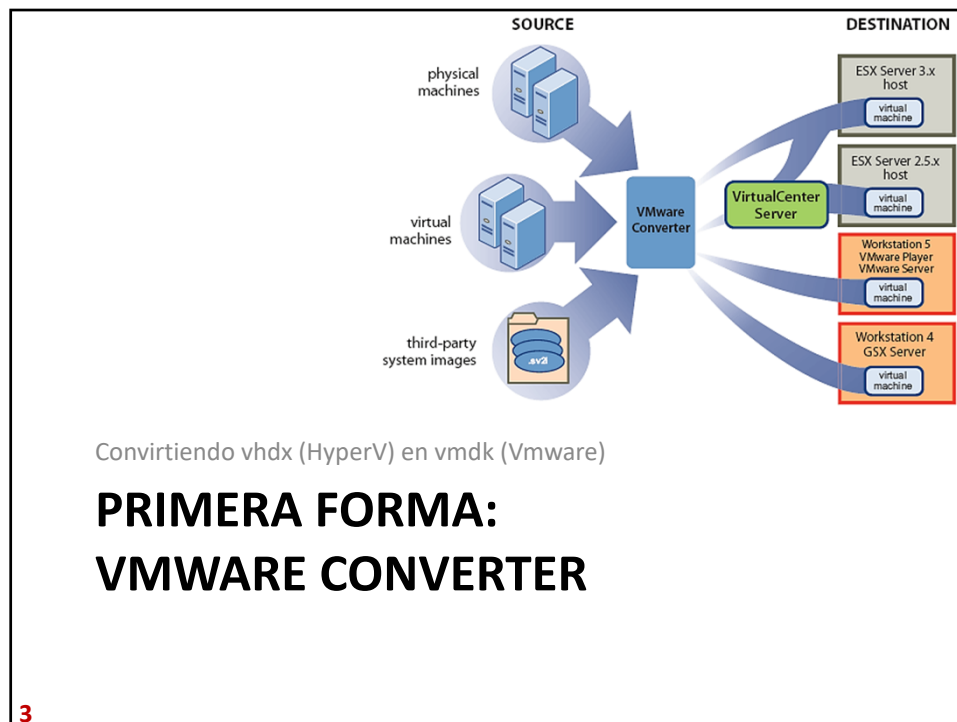 SOURCE
DESTINATION
physical
machines
virtual
machines
third-party
system images
.sv2i
VMware
Converter
VirtualCenter
Server
ESX Server 3.x
host
virtual
machine
ESX Server 2.5.x
host
virtual
machine
Workstation 5
VMware Player
VMware Server
virtual
machine
Workstation 4
GSX Server
virtual
machine
Convirtiendo vhdx (HyperV) en vmdk (Vmware)
PRIMERA FORMA:
VMWARE CONVERTER
3